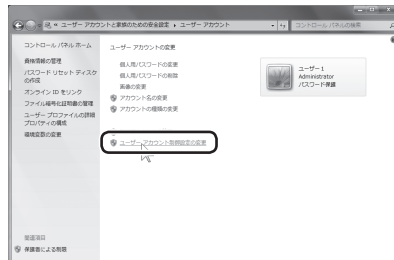 « ユーザー アカウントと家族のための安全設定 ▸ ユーザー アカウント
コントロール パネルの検索
コントロール パネル ホーム
資格情報の管理
パスワード リセット ディスクの作成
オンライン ID をリンク
ファイル暗号化証明書の管理
ユーザー プロファイルの詳細プロパティの構成
環境変数の変更
関連項目
保護者による制限
ユーザー アカウントの変更
個人用パスワードの変更
個人用パスワードの削除
画像の変更
アカウント名の変更
アカウントの種類の変更
ユーザー アカウント制御設定の変更
ユーザー1
Administrator
パスワード保護